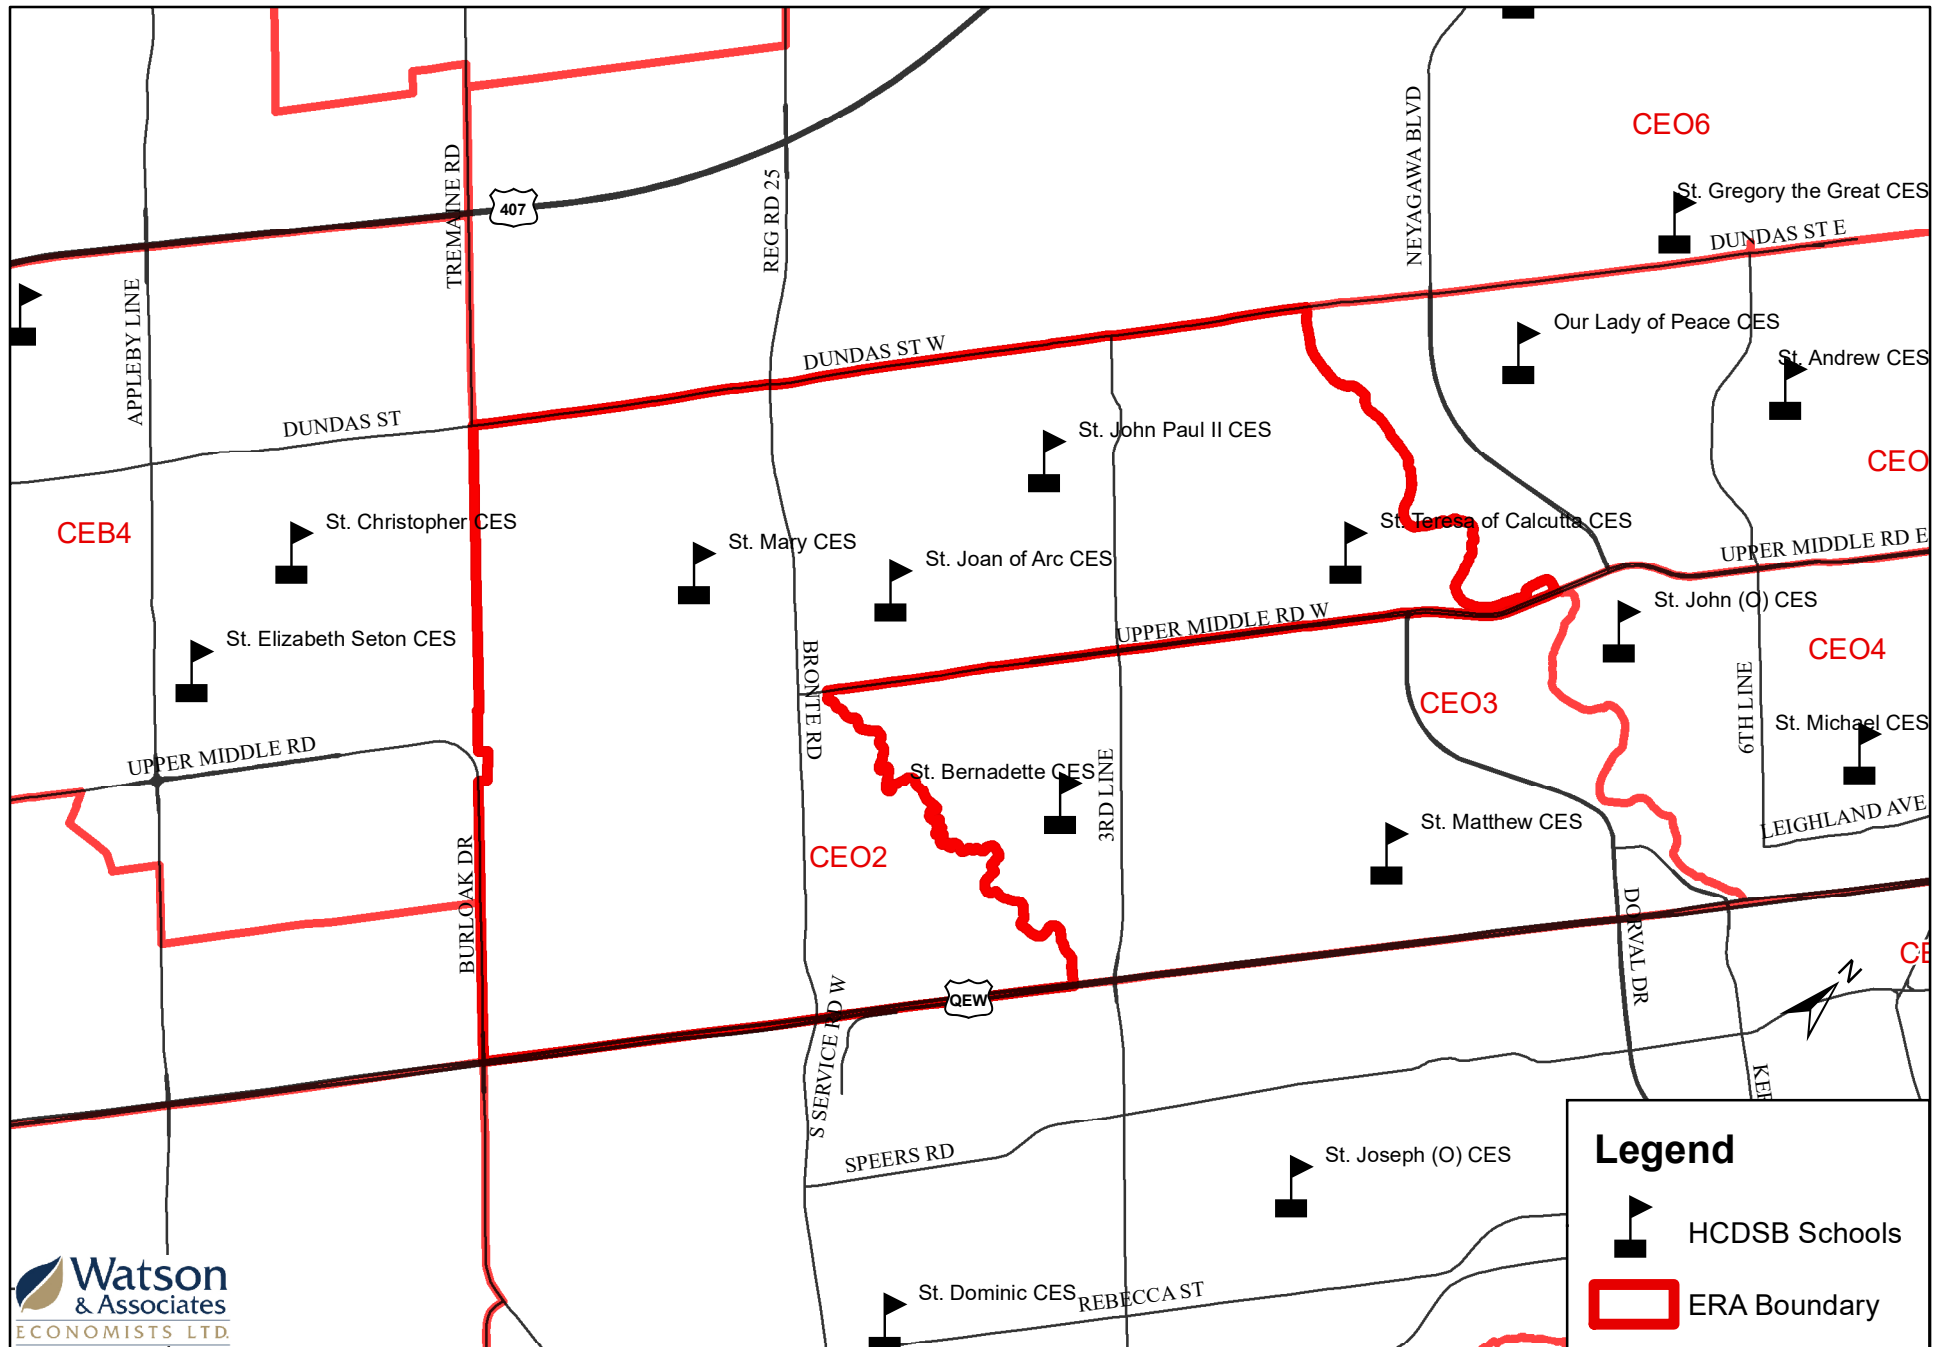 CEO6
NEYAGAWA BLVD
TREMAINE RD
407
REG RD 25
St. Gregory the Great CES
DUNDAS ST E
APPLEBY LINE
Our Lady of Peace CES
St. Andrew CES
DUNDAS ST W
DUNDAS ST
St. John Paul II CES
CEO
CEB4
St. Christopher CES
St. Mary CES
St. Joan of Arc CES
St. Teresa of Calcutta CES
UPPER MIDDLE RD E
St. Elizabeth Seton CES
UPPER MIDDLE RD W
St. John (O) CES
CEO4
BRONTE RD
CEO3
6TH LINE
St. Michael CES
UPPER MIDDLE RD
St. Bernadette CES
3RD LINE
St. Matthew CES
LEIGHLAND AVE
CEO2
BURLOAK DR
DORVAL DR
CE
N
QEW
S SERVICE RD W
KER
SPEERS RD
St. Joseph (O) CES
St. Dominic CES
REBECCA ST
Legend
HCDSB Schools
ERA Boundary
Watson
& Associates
ECONOMISTS LTD.